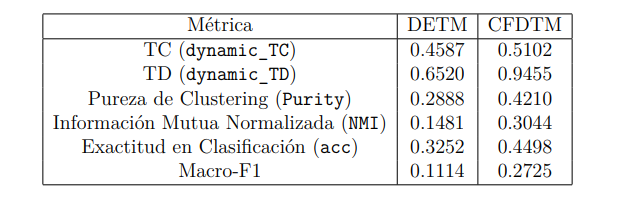 Métrica DETM CFDTM
TC (dynamic_TC) 0.4587 0.5102
TD (dynamic_TD) 0.6520 0.9455
Pureza de Clustering (Purity) 0.2888 0.4210
Información Mutua Normalizada (NMI) 0.1481 0.3044
Exactitud en Clasificación (acc) 0.3252 0.4498
Macro-F1 0.1114 0.2725